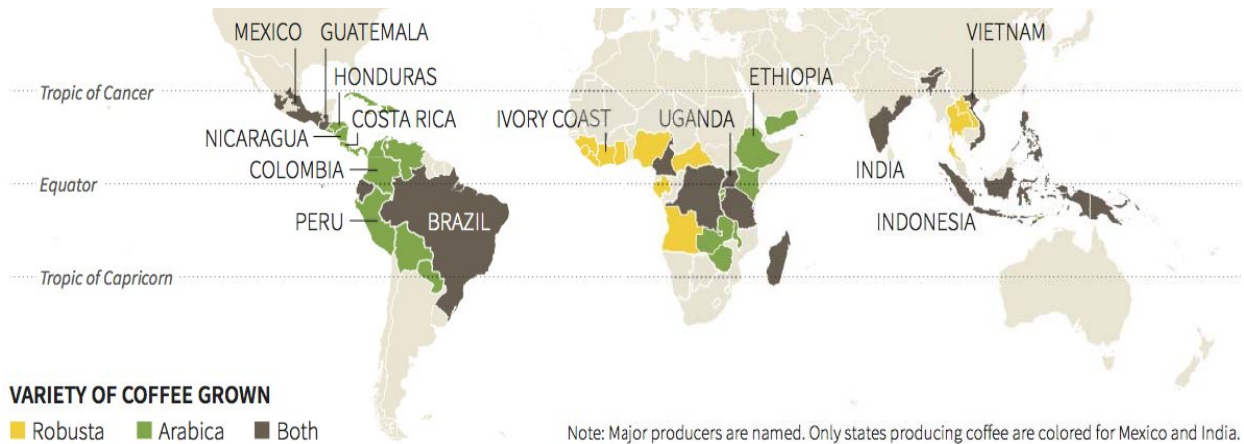 MEXICO
GUATEMALA
VIETNAM
HONDURAS
ETHIOPIA
Tropic of Cancer
COSTA RICA
IVORY COAST
UGANDA
NICARAGUA
COLOMBIA
INDIA
Equator
PERU
BRAZIL
INDONESIA
Tropic of Capricorn
VARIETY OF COFFEE GROWN
Robusta
Arabica
Both
Note: Major producers are named. Only states producing coffee are colored for Mexico and India.